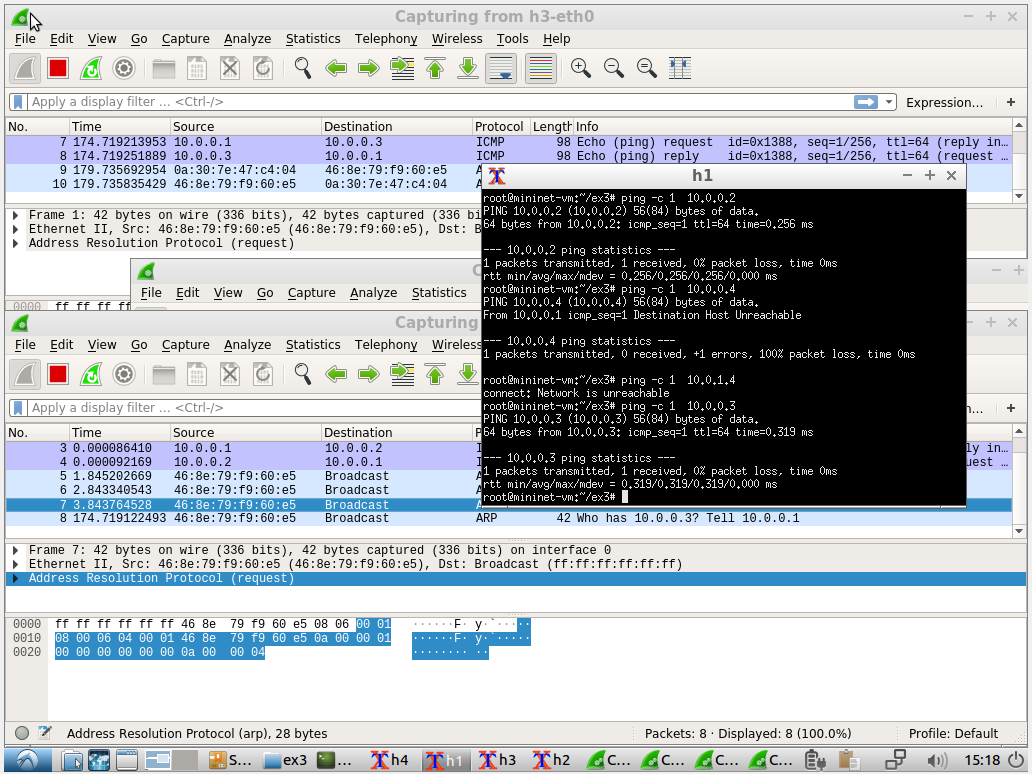 Capturing from h3-eth0
File Edit View Go Capture Analyze Statistics Telephony Wireless Tools Help
Apply a display filter ... <Ctrl-/> Expression... +
No. Time Source Destination Protocol Length Info
7 174.719213953 10.0.0.1 10.0.0.3 ICMP 98 Echo (ping) request id=0x1388, seq=1/256, ttl=64 (reply in…
8 174.719251889 10.0.0.3 10.0.0.1 ICMP 98 Echo (ping) reply id=0x1388, seq=1/256, ttl=64 (request …
9 179.735692954 0a:30:7e:47:c4:04 46:8e:79:f9:60:e5
10 179.735835429 46:8e:79:f9:60:e5 0a:30:7e:47:c4:04
Frame 1: 42 bytes on wire (336 bits), 42 bytes captured (336 bits)
Ethernet II, Src: 46:8e:79:f9:60:e5 (46:8e:79:f9:60:e5), Dst:
Address Resolution Protocol (request)
0000 ff ff ff ff
File Edit View Go Capture Analyze Statistics
h1
root@mininet-vm:~/ex3# ping -c 1  10.0.0.2
PING 10.0.0.2 (10.0.0.2) 56(84) bytes of data.
64 bytes from 10.0.0.2: icmp_seq=1 ttl=64 time=0.256 ms
--- 10.0.0.2 ping statistics ---
1 packets transmitted, 1 received, 0% packet loss, time 0ms
rtt min/avg/max/mdev = 0.256/0.256/0.256/0.000 ms
root@mininet-vm:~/ex3# ping -c 1  10.0.0.4
PING 10.0.0.4 (10.0.0.4) 56(84) bytes of data.
From 10.0.0.1 icmp_seq=1 Destination Host Unreachable
--- 10.0.0.4 ping statistics ---
1 packets transmitted, 0 received, +1 errors, 100% packet loss, time 0ms
root@mininet-vm:~/ex3# ping -c 1  10.0.1.4
connect: Network is unreachable
root@mininet-vm:~/ex3# ping -c 1  10.0.0.3
PING 10.0.0.3 (10.0.0.3) 56(84) bytes of data.
64 bytes from 10.0.0.3: icmp_seq=1 ttl=64 time=0.319 ms
--- 10.0.0.3 ping statistics ---
1 packets transmitted, 1 received, 0% packet loss, time 0ms
rtt min/avg/max/mdev = 0.319/0.319/0.319/0.000 ms
root@mininet-vm:~/ex3#
Capturing
File Edit View Go Capture Analyze Statistics Telephony Wireless
Apply a display filter ... <Ctrl-/> +
No. Time Source Destination
3 0.000086410 10.0.0.1 10.0.0.2
4 0.000092169 10.0.0.2 10.0.0.1
5 1.845202669 46:8e:79:f9:60:e5 Broadcast
6 2.843340543 46:8e:79:f9:60:e5 Broadcast
7 3.843764528 46:8e:79:f9:60:e5 Broadcast
8 174.719122493 46:8e:79:f9:60:e5 Broadcast ARP 42 Who has 10.0.0.3? Tell 10.0.0.1
Frame 7: 42 bytes on wire (336 bits), 42 bytes captured (336 bits) on interface 0
Ethernet II, Src: 46:8e:79:f9:60:e5 (46:8e:79:f9:60:e5), Dst: Broadcast (ff:ff:ff:ff:ff:ff)
Address Resolution Protocol (request)
0000 ff ff ff ff ff ff 46 8e 79 f9 60 e5 08 06 00 01 ······F· y·`·····
0010 08 00 06 04 00 01 46 8e 79 f9 60 e5 0a 00 00 01 ······F· y·`·····
0020 00 00 00 00 00 00 0a 00 00 04 ········ ··
Address Resolution Protocol (arp), 28 bytes Packets: 8 · Displayed: 8 (100.0%) Profile: Default
S... ex3 ... h4 h1 h3 h2 C... C... C... C... 15:18